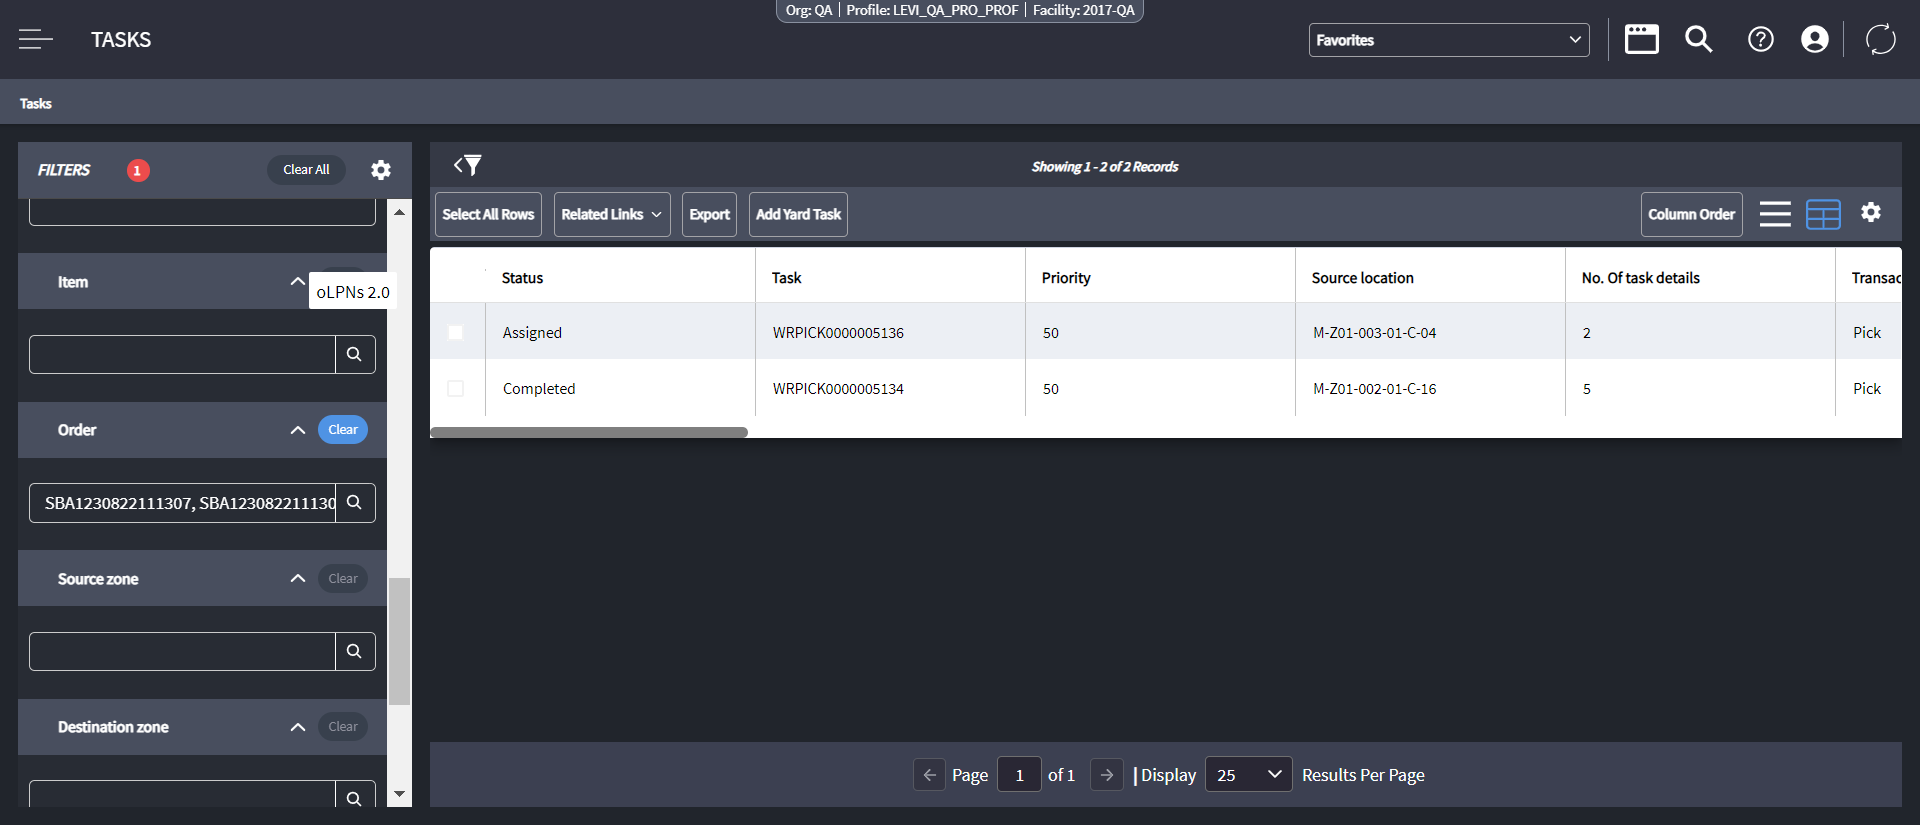 Org: QA | Profile: LEVI_QA_PRO_PROF | Facility: 2017-QA
TASKS
Favorites
Tasks
FILTERS 1 Clear All
Showing 1 - 2 of 2 Records
Select All Rows Related Links Export Add Yard Task Column Order
Item
oLPNs 2.0
Order Clear
SBA1230822111307, SBA123082211130
Source zone Clear
Destination zone Clear
Status Task Priority Source location No. Of task details Transac
Assigned WRPICK0000005136 50 M-Z01-003-01-C-04 2 Pick
Completed WRPICK0000005134 50 M-Z01-002-01-C-16 5 Pick
Page 1 of 1 | Display 25 Results Per Page